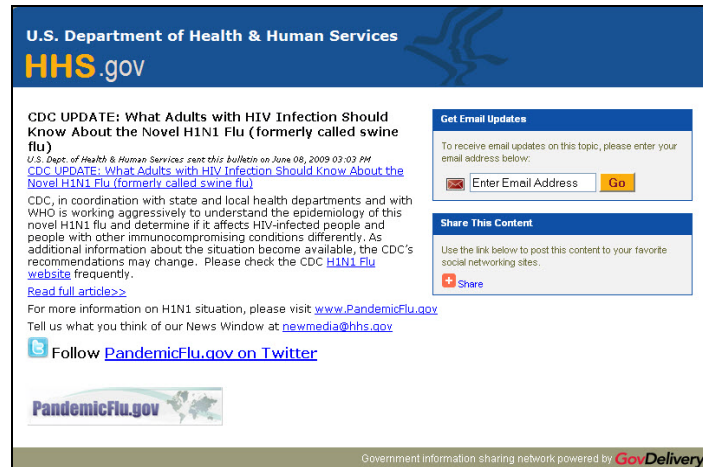 U.S. Department of Health & Human Services
HHS.gov
CDC UPDATE: What Adults with HIV Infection Should
Know About the Novel H1N1 Flu (formerly called swine
flu)
U.S. Dept. of Health & Human Services sent this bulletin on June 08, 2009 03:03 PM
CDC UPDATE: What Adults with HIV Infection Should Know About the
Novel H1N1 Flu (formerly called swine flu)
CDC, in coordination with state and local health departments and with
WHO is working aggressively to understand the epidemiology of this
novel H1N1 flu and determine if it affects HIV-infected people and
people with other immunocompromising conditions differently. As
additional information about the situation become available, the CDC's
recommendations may change. Please check the CDC H1N1 Flu
website frequently.
Read full article>>
For more information on H1N1 situation, please visit www.PandemicFlu.gov
Tell us what you think of our News Window at newmedia@hhs.gov
Follow PandemicFlu.gov on Twitter
PandemicFlu.gov
Get Email Updates
To receive email updates on this topic, please enter your
email address below:
Enter Email Address Go
Share This Content
Use the link below to post this content to your favorite
social networking sites.
Share
Government information sharing network powered by GovDelivery